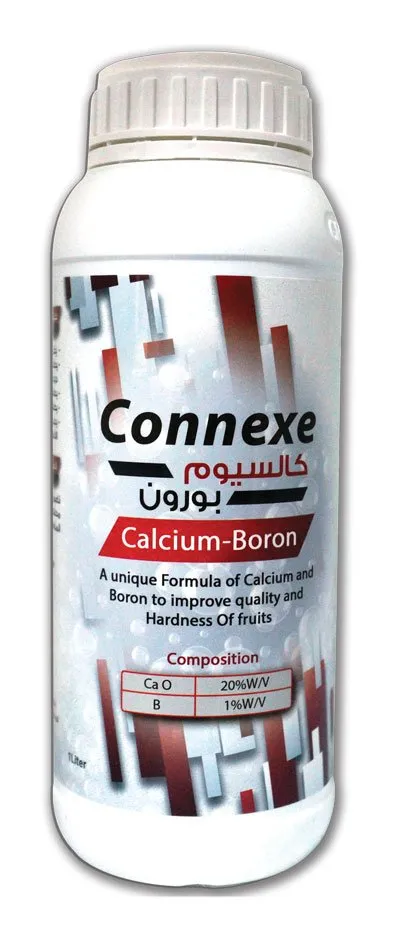 Connexe
كالسيوم
بورون
Calcium-Boron
A unique Formula of Calcium and
Boron to improve quality and
Hardness Of fruits
Composition
Ca O 20%W/V
B 1%W/V
1Liter